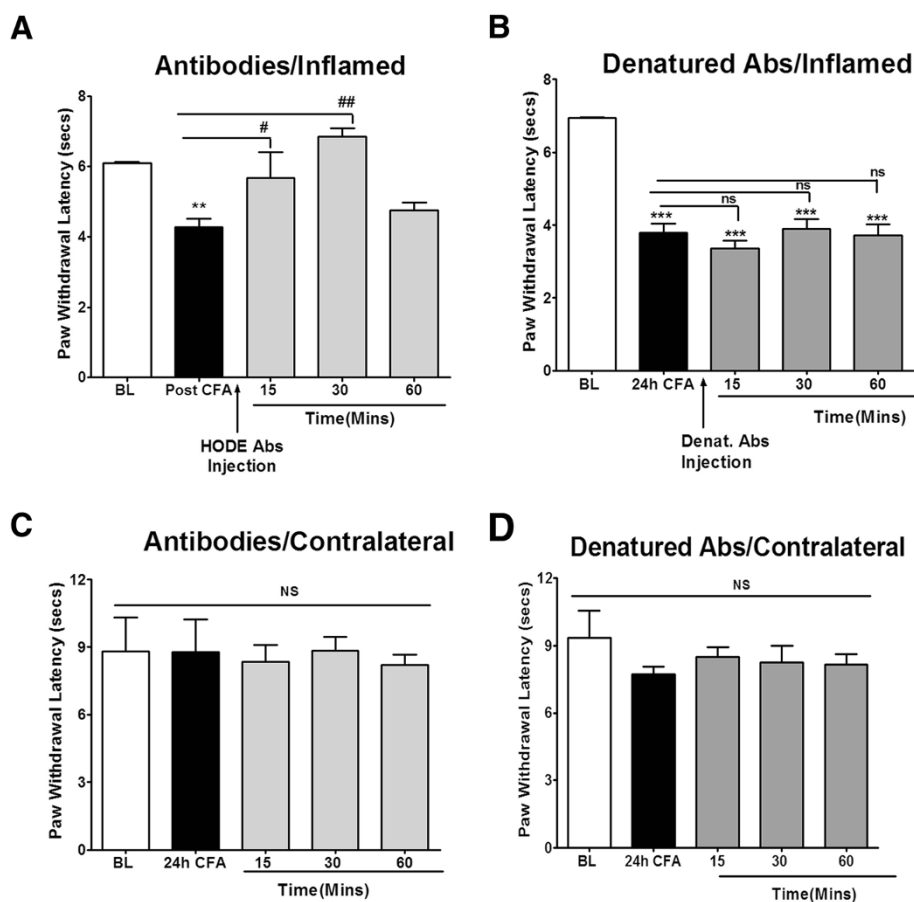 A
Antibodies/Inflamed
Paw Withdrawal Latency (secs)
8
6
4
2
0
**
#
##
BL
Post CFA
15
30
60
Time(Mins)
HODE Abs
Injection
B
Denatured Abs/Inflamed
Paw Withdrawal Latency (secs)
8
6
4
2
0
***
***
***
***
ns
ns
ns
BL
24h CFA
15
30
60
Time(Mins)
Denat. Abs
Injection
C
Antibodies/Contralateral
Paw Withdrawal Latency (secs)
12
9
6
3
0
NS
BL
24h CFA
15
30
60
Time(Mins)
D
Denatured Abs/Contralateral
Paw Withdrawal Latency (secs)
12
9
6
3
0
NS
BL
24h CFA
15
30
60
Time(Mins)